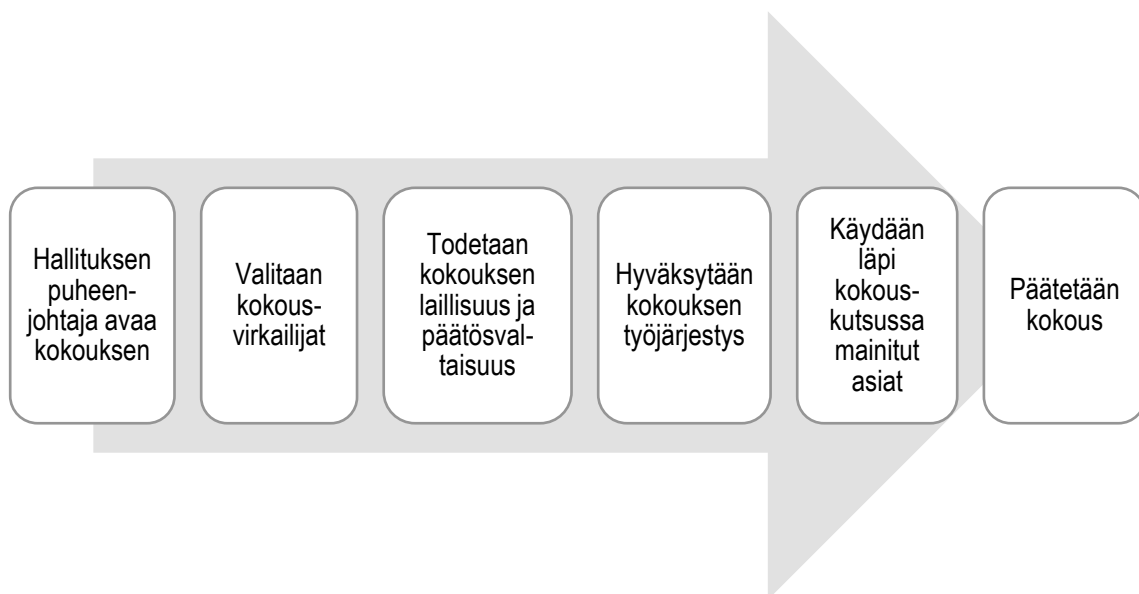 Hallituksen
puheen-
johtaja avaa
kokouksen
Valitaan
kokous-
virkailijat
Todetaan
kokouksen
laillisuus ja
päätösval-
taisuus
Hyväksytään
kokouksen
työjärjestys
Käydään
läpi
kokous-
kutsussa
mainitut
asiat
Päätetään
kokous